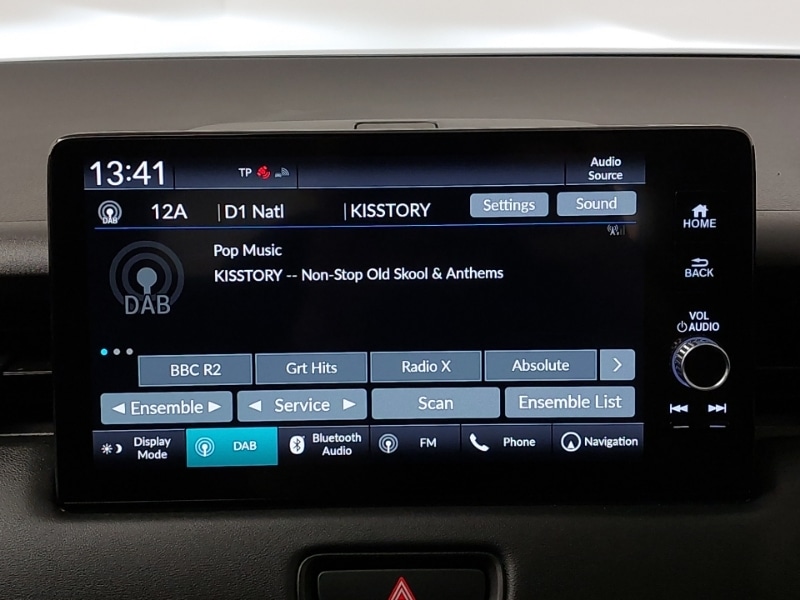 13:41
TP
Audio
Source
DAB
12A
D1 Natl
KISSTORY
Settings
Sound
HOME
Pop Music
KISSTORY -- Non-Stop Old Skool & Anthems
DAB
BACK
VOL
AUDIO
BBC R2
Grt Hits
Radio X
Absolute
Ensemble
Service
Scan
Ensemble List
Display
Mode
DAB
Bluetooth
Audio
FM
Phone
Navigation